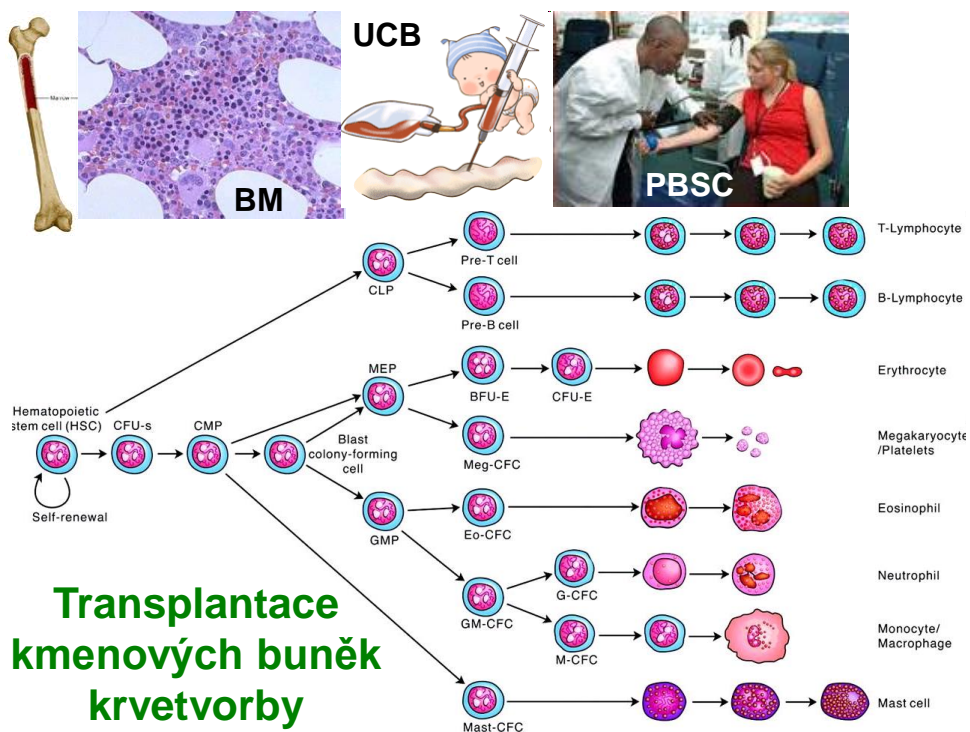 UCB
Marrow
BM
PBSC
T-Lymphocyte
Pre-T cell
CLP
B-Lymphocyte
Pre-B cell
MEP
Erythrocyte
BFU-E
CFU-E
Hematopoietic
stem cell (HSC)
CFU-s
CMP
Blast
colony-forming
cell
Meg-CFC
Megakaryocyte
/Platelets
Self-renewal
Eosinophil
GMP
Eo-CFC
Neutrophil
G-CFC
GM-CFC
Monocyte/
Macrophage
M-CFC
Mast cell
Mast-CFC
Transplantace
kmenových buněk
krvetvorby